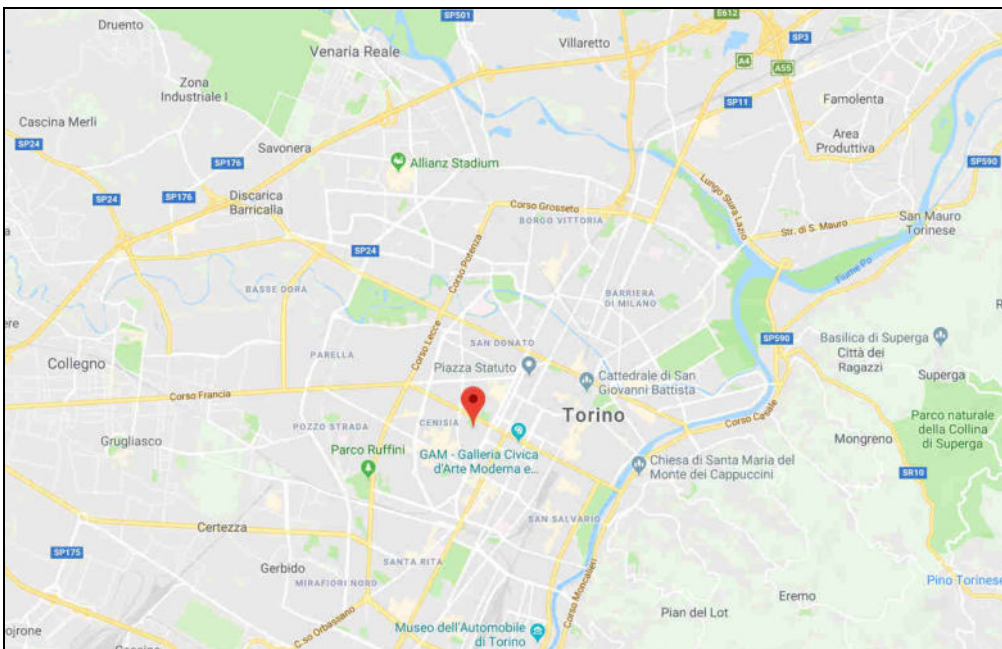 Druento
SP501
E612
SP3
Venaria Reale
Villaretto
A4
A55
Zona
Industriale I
SP11
Famolenta
Cascina Merli
Area
Produttiva
SP24
SP176
Savonera
Allianz Stadium
SP590
SP24
SP176
Discarica
Barricalla
Corso Grosseto
BORGO VITTORIA
Lungo Stura Lazio
San Mauro
Torinese
Str. di S. Mauro
SP24
Corso Potenza
Fiume Po
BASSE DORA
BARRIERA
DI MILANO
Corso Lecce
SAN DONATO
SP590
Basilica di Superga
Città dei
Ragazzi
PARELLA
Collegno
Piazza Statuto
Cattedrale di San
Giovanni Battista
Superga
Corso Francia
Torino
Corso Casale
Parco naturale
della Collina
di Superga
POZZO STRADA
CENISIA
Grugliasco
Parco Ruffini
GAM - Galleria Civica
d'Arte Moderna e...
Mongreno
Chiesa di Santa Maria del
Monte dei Cappuccini
SR10
Certezza
SAN SALVARIO
SP175
Gerbido
SANTA RITA
MIRAFIORI NORD
Corso Moncalieri
Pino Torinese
Eremo
Pian del Lot
C.so Orbassano
Museo dell'Automobile
di Torino